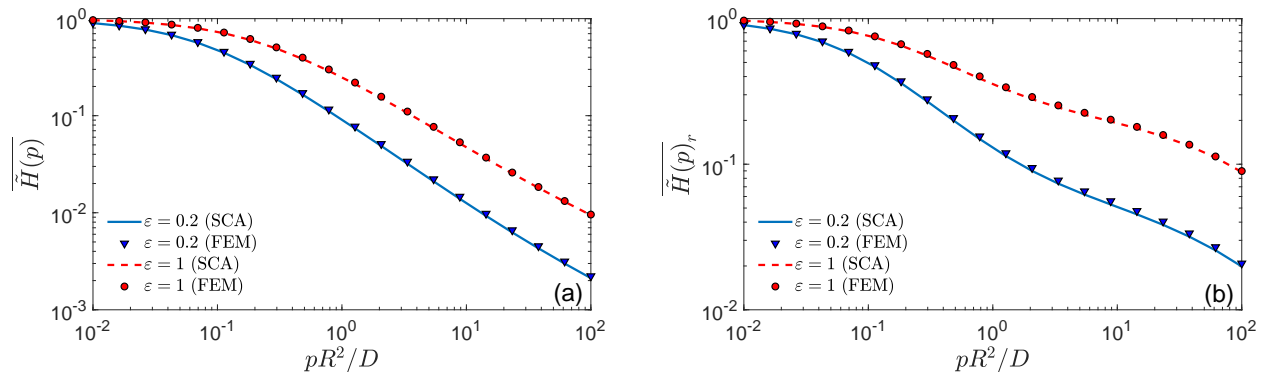 10^0
10^-1
10^-2
10^-3
\overline{\tilde{H}(p)}
ε = 0.2 (SCA)
ε = 0.2 (FEM)
ε = 1 (SCA)
ε = 1 (FEM)
(a)
10^-2 10^-1 10^0 10^1 10^2
pR^2/D
10^0
10^-1
10^-2
\overline{\tilde{H}(p)}_r
ε = 0.2 (SCA)
ε = 0.2 (FEM)
ε = 1 (SCA)
ε = 1 (FEM)
(b)
10^-2 10^-1 10^0 10^1 10^2
pR^2/D